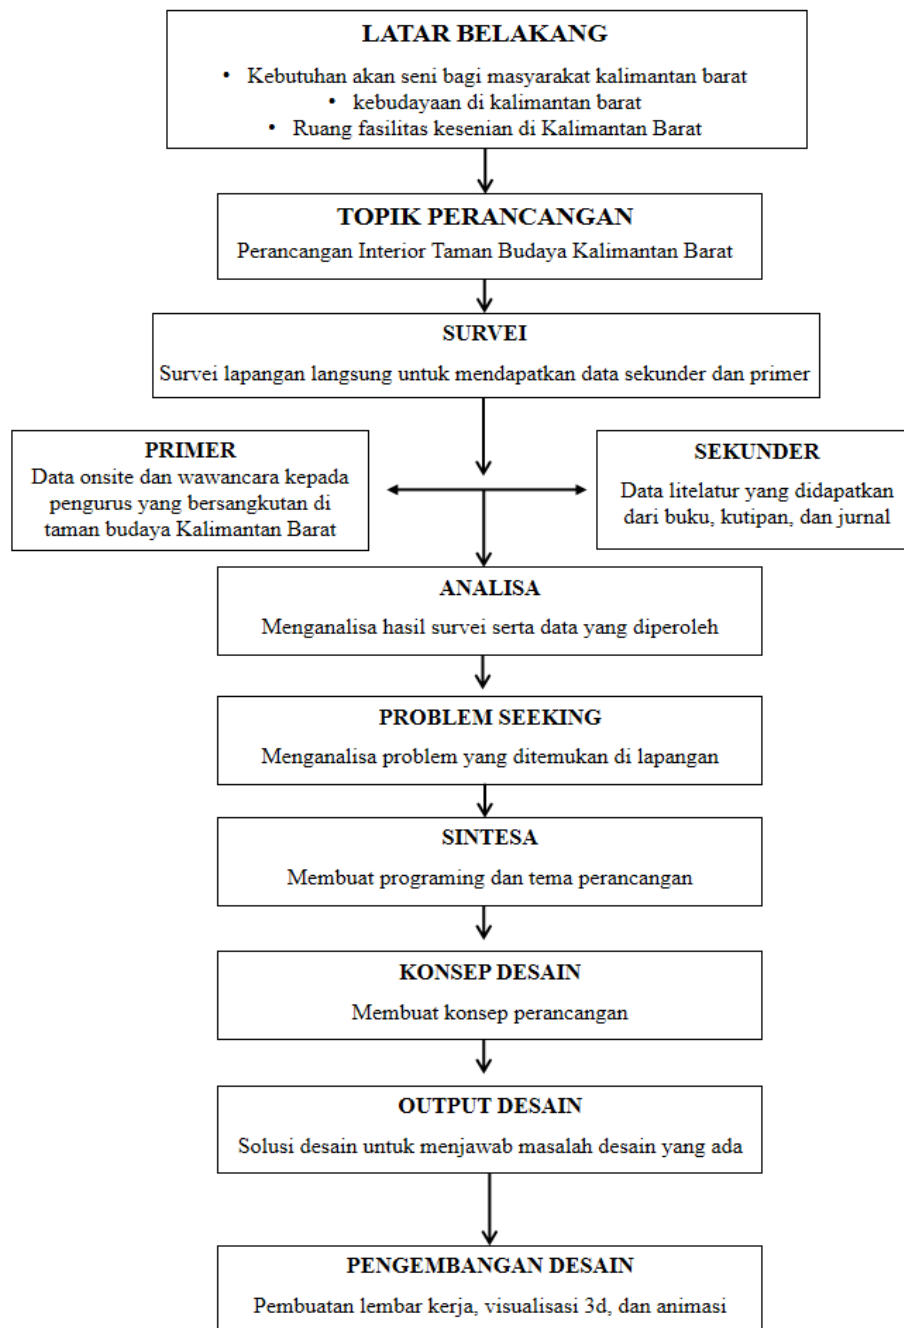 LATAR BELAKANG
• Kebutuhan akan seni bagi masyarakat kalimantan barat
• kebudayaan di kalimantan barat
• Ruang fasilitas kesenian di Kalimantan Barat
TOPIK PERANCANGAN
Perancangan Interior Taman Budaya Kalimantan Barat
SURVEI
Survei lapangan langsung untuk mendapatkan data sekunder dan primer
PRIMER
Data onsite dan wawancara kepada
pengurus yang bersangkutan di
taman budaya Kalimantan Barat
SEKUNDER
Data litelatur yang didapatkan
dari buku, kutipan, dan jurnal
ANALISA
Menganalisa hasil survei serta data yang diperoleh
PROBLEM SEEKING
Menganalisa problem yang ditemukan di lapangan
SINTESA
Membuat programing dan tema perancangan
KONSEP DESAIN
Membuat konsep perancangan
OUTPUT DESAIN
Solusi desain untuk menjawab masalah desain yang ada
PENGEMBANGAN DESAIN
Pembuatan lembar kerja, visualisasi 3d, dan animasi